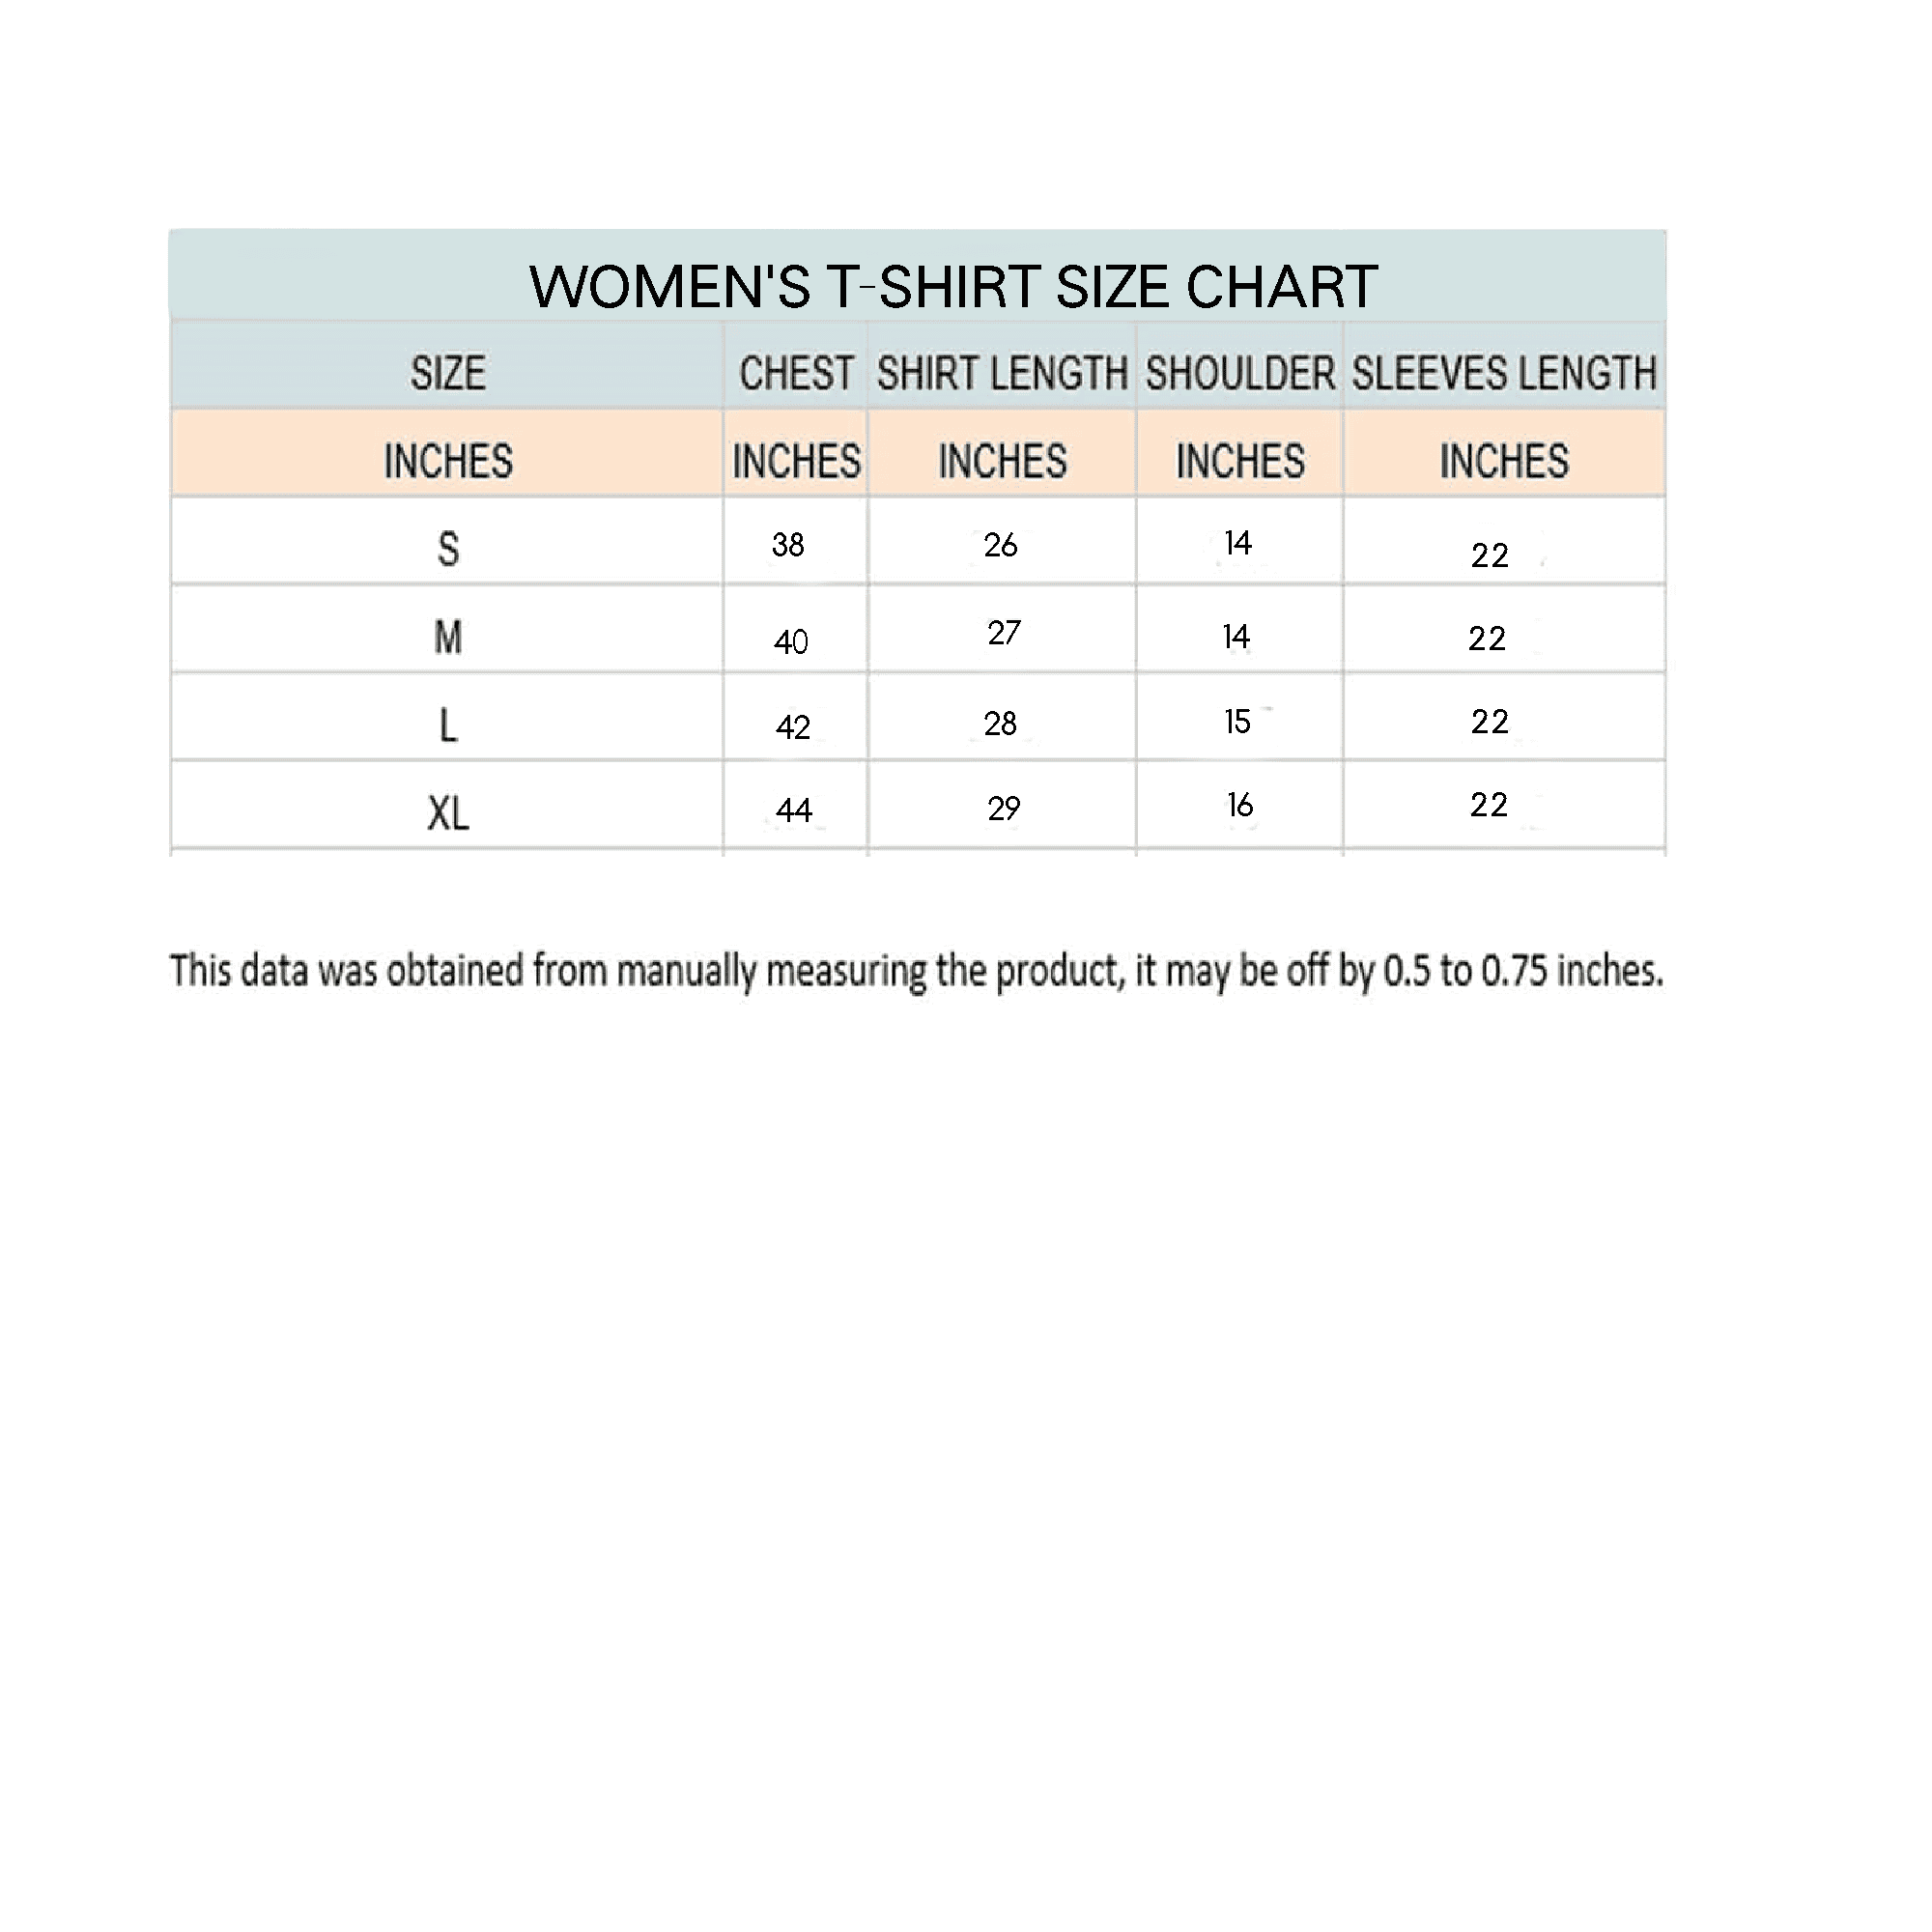 WOMEN'S T-SHIRT SIZE CHART
SIZE CHEST SHIRT LENGTH SHOULDER SLEEVES LENGTH
INCHES INCHES INCHES INCHES INCHES
S 38 26 14 22
M 40 27 14 22
L 42 28 15 22
XL 44 29 16 22
This data was obtained from manually measuring the product, it may be off by 0.5 to 0.75 inches.